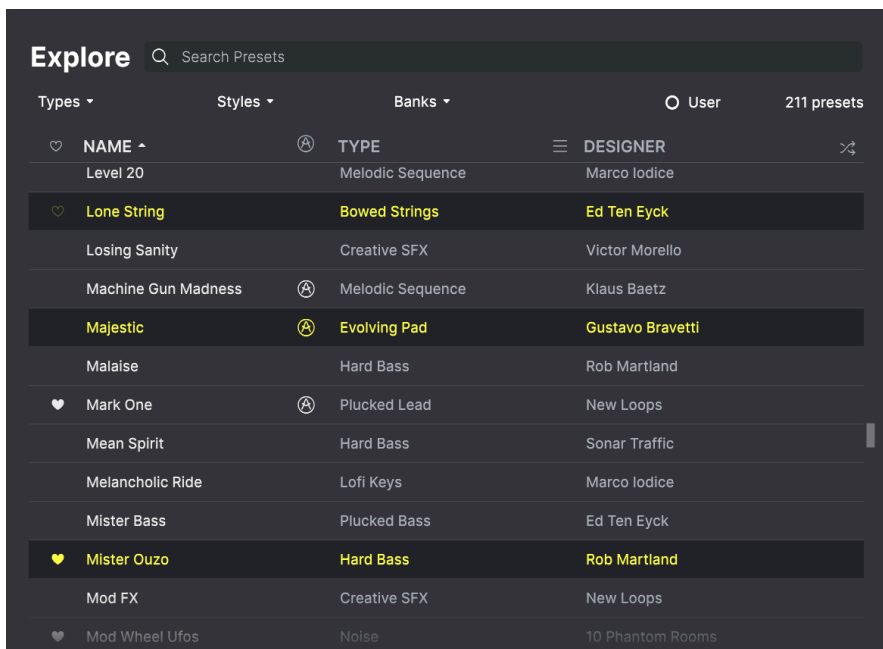 Explore Search Presets
Types Styles Banks User 211 presets
NAME TYPE DESIGNER
Level 20 Melodic Sequence Marco Iodice
Lone String Bowed Strings Ed Ten Eyck
Losing Sanity Creative SFX Victor Morello
Machine Gun Madness Melodic Sequence Klaus Baetz
Majestic Evolving Pad Gustavo Bravetti
Malaise Hard Bass Rob Martland
Mark One Plucked Lead New Loops
Mean Spirit Hard Bass Sonar Traffic
Melancholic Ride Lofi Keys Marco Iodice
Mister Bass Plucked Bass Ed Ten Eyck
Mister Ouzo Hard Bass Rob Martland
Mod FX Creative SFX New Loops
Mod Wheel Ufos Noise 10 Phantom Rooms